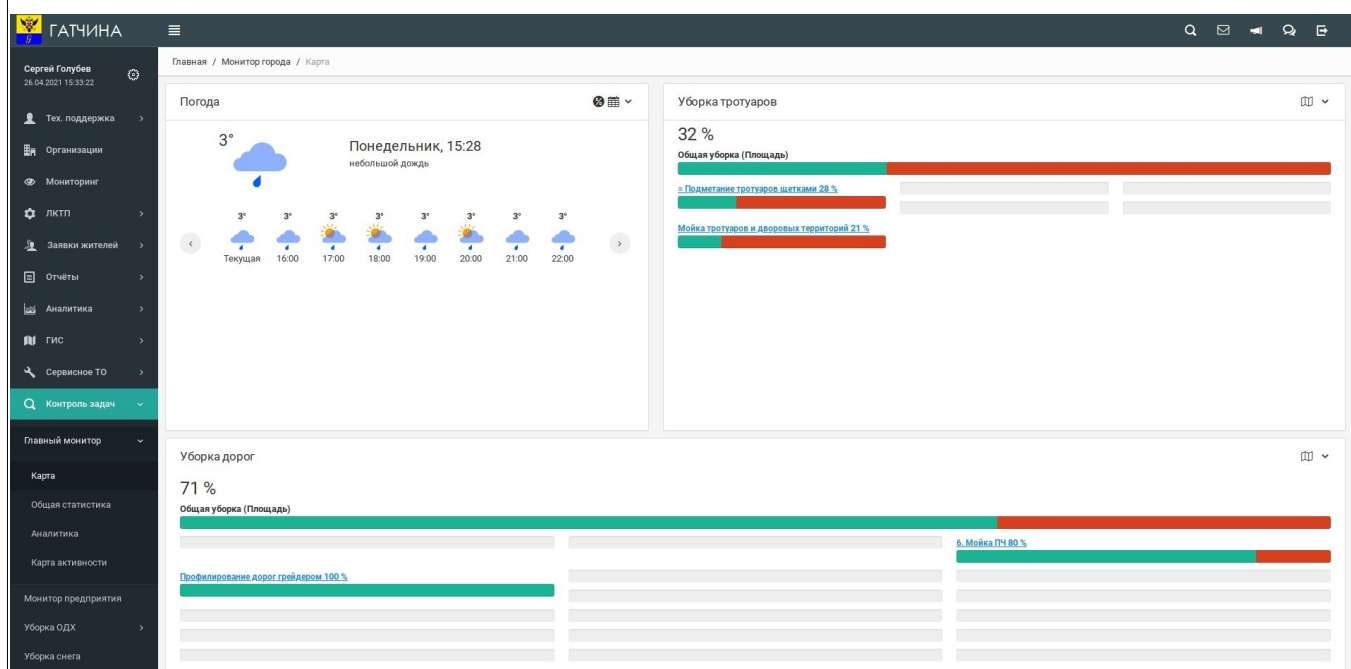 ГАТЧИНА
Сергей Голубев
26.04.2021 15:33:22
Тех. поддержка
Организации
Мониторинг
ЛКТП
Заявки жителей
Отчёты
Аналитика
ГИС
Сервисное ТО
Контроль задач
Главный монитор
Карта
Общая статистика
Аналитика
Карта активности
Монитор предприятия
Уборка ОДХ
Уборка снега
Главная / Монитор города / Карта
Погода
3°
Понедельник, 15:28
небольшой дождь
3° 3° 3° 3° 3° 3° 3° 3°
Текущая 16:00 17:00 18:00 19:00 20:00 21:00 22:00
Уборка тротуаров
32 %
Общая уборка (Площадь)
= Подметание тротуаров щетками 28 %
Мойка тротуаров и дворовых территорий 21 %
Уборка дорог
71 %
Общая уборка (Площадь)
6. Мойка ПЧ 80 %
Профилирование дорог грейдером 100 %